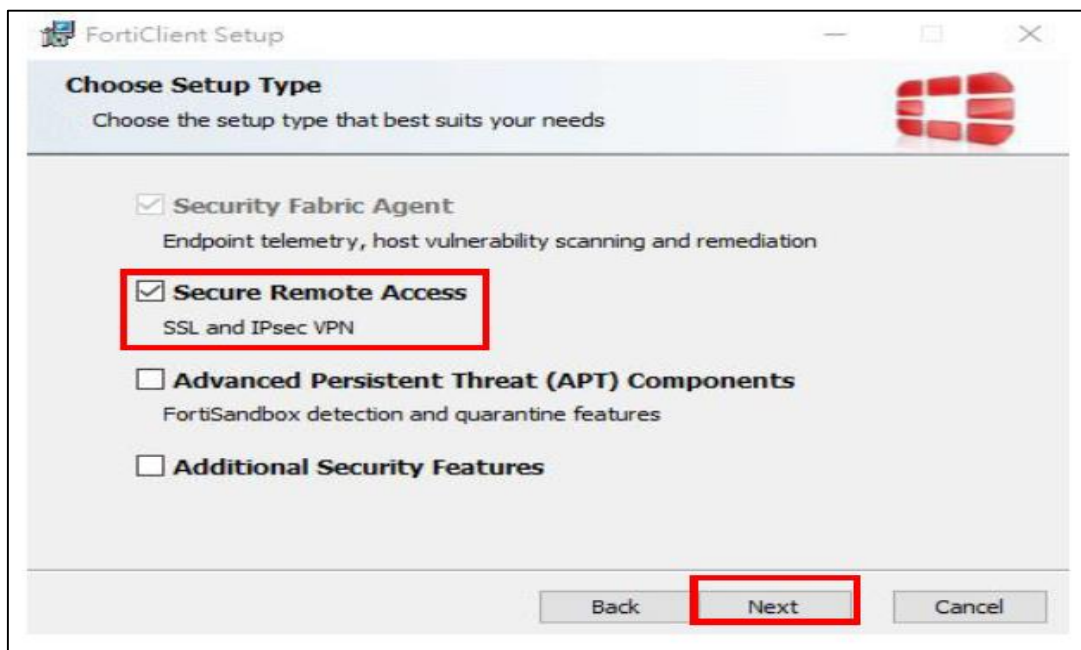 FortiClient Setup
Choose Setup Type
Choose the setup type that best suits your needs
Security Fabric Agent
Endpoint telemetry, host vulnerability scanning and remediation
Secure Remote Access
SSL and IPsec VPN
Advanced Persistent Threat (APT) Components
FortiSandbox detection and quarantine features
Additional Security Features
Back Next Cancel